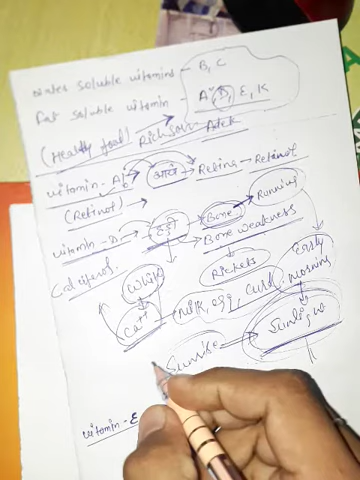 water soluble vitamins - B, C
Fat soluble vitamin - A, D, E, K
(Healthy food) Rich source ADEK
vitamin - A → आंख → Retina → Retinol
(Retinol) →
vitamin - D → हड्डी → Bone → Running
Bone weakness
Calciferol
Rickets
Early morning
White
milk, egg, curd
Ca++
Sunlight
Sunrise
vitamin - E